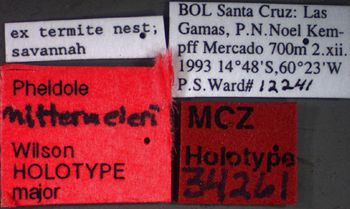 ex termite nest;
savannah
BOL Santa Cruz: Las
Gamas, P.N.Noel Kem-
pff Mercado 700m 2.xii.
1993 14°48'S,60°23'W
P.S.Ward# 12241
Pheidole
mittermeieri
Wilson
HOLOTYPE
major
MCZ
Holotype
34261